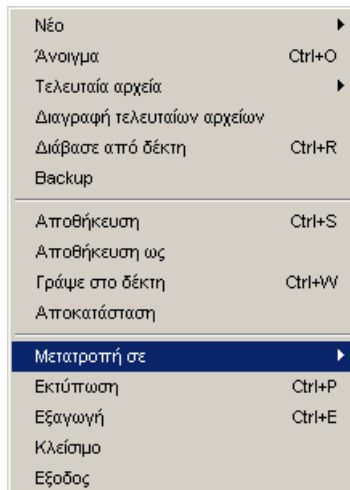 Νέο
Άνοιγμα Ctrl+O
Τελευταία αρχεία
Διαγραφή τελευταίων αρχείων
Διάβασε από δέκτη Ctrl+R
Backup
Αποθήκευση Ctrl+S
Αποθήκευση ως
Γράψε στο δέκτη Ctrl+W
Αποκατάσταση
Μετατροπή σε
Εκτύπωση Ctrl+P
Εξαγωγή Ctrl+E
Κλείσιμο
Εξοδος